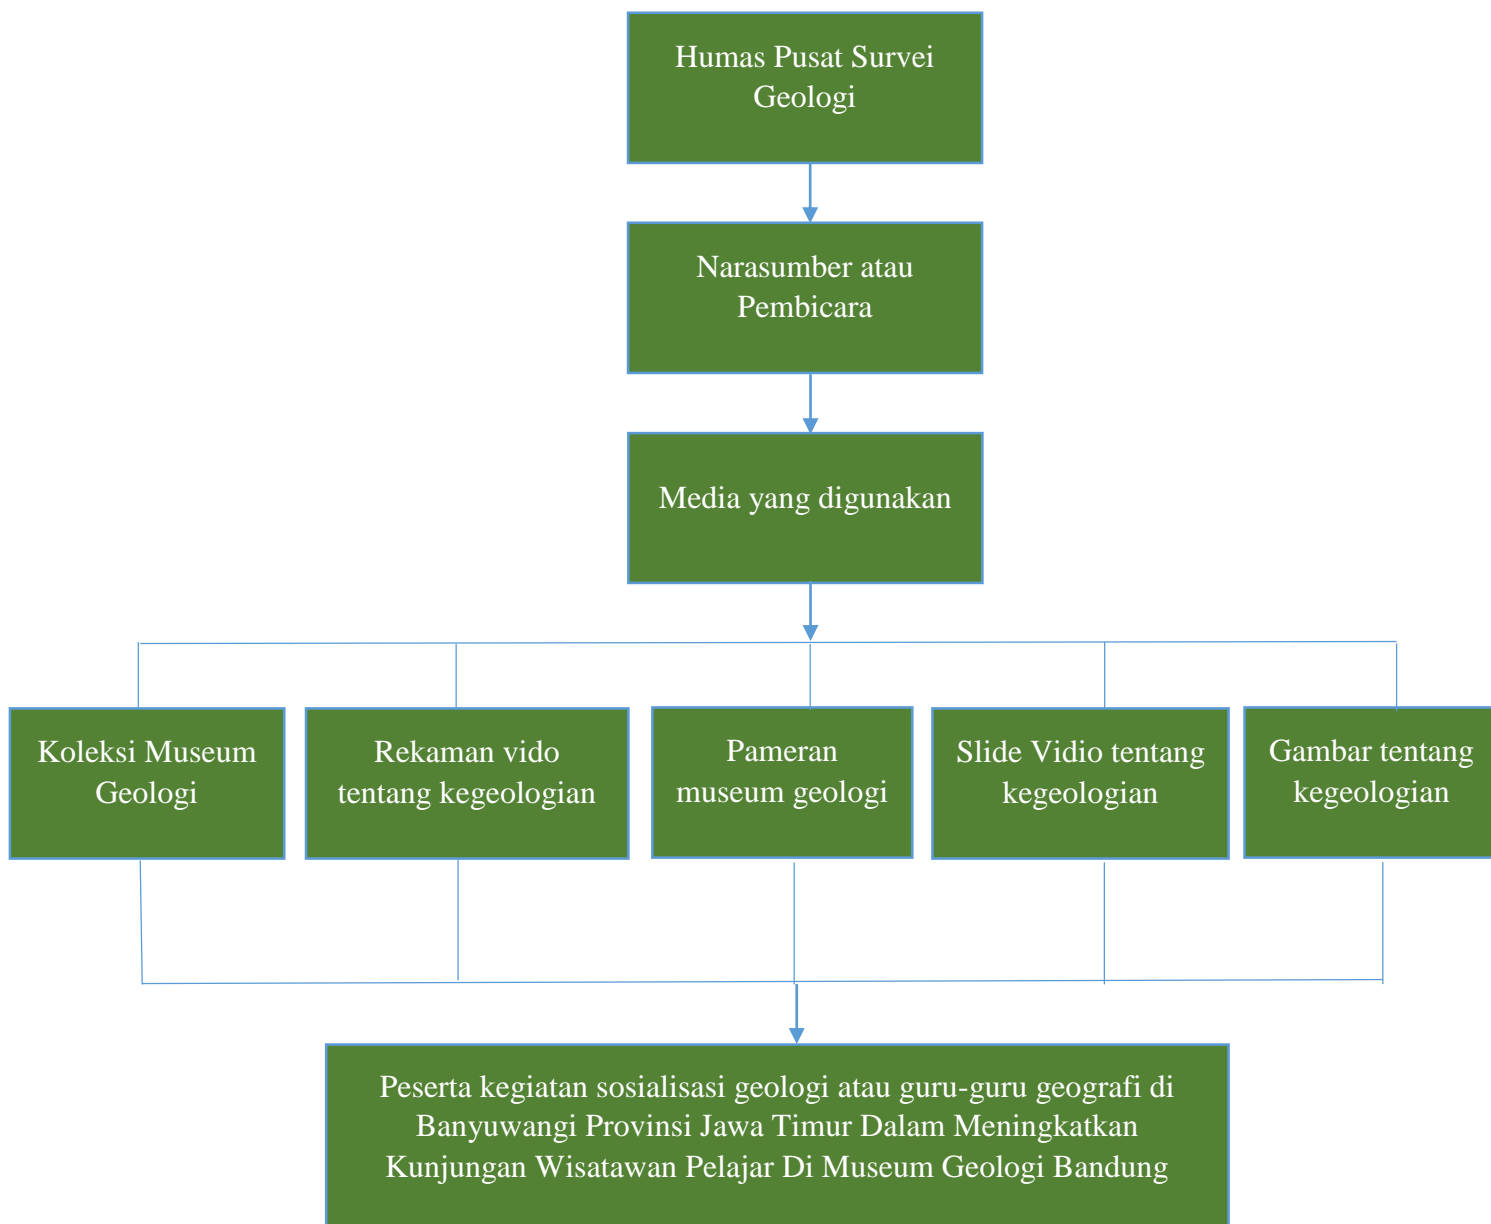 Humas Pusat Survei
Geologi
Narasumber atau
Pembicara
Media yang digunakan
Koleksi Museum
Geologi
Rekaman vido
tentang kegeologian
Pameran
museum geologi
Slide Vidio tentang
kegeologian
Gambar tentang
kegeologian
Peserta kegiatan sosialisasi geologi atau guru-guru geografi di
Banyuwangi Provinsi Jawa Timur Dalam Meningkatkan
Kunjungan Wisatawan Pelajar Di Museum Geologi Bandung